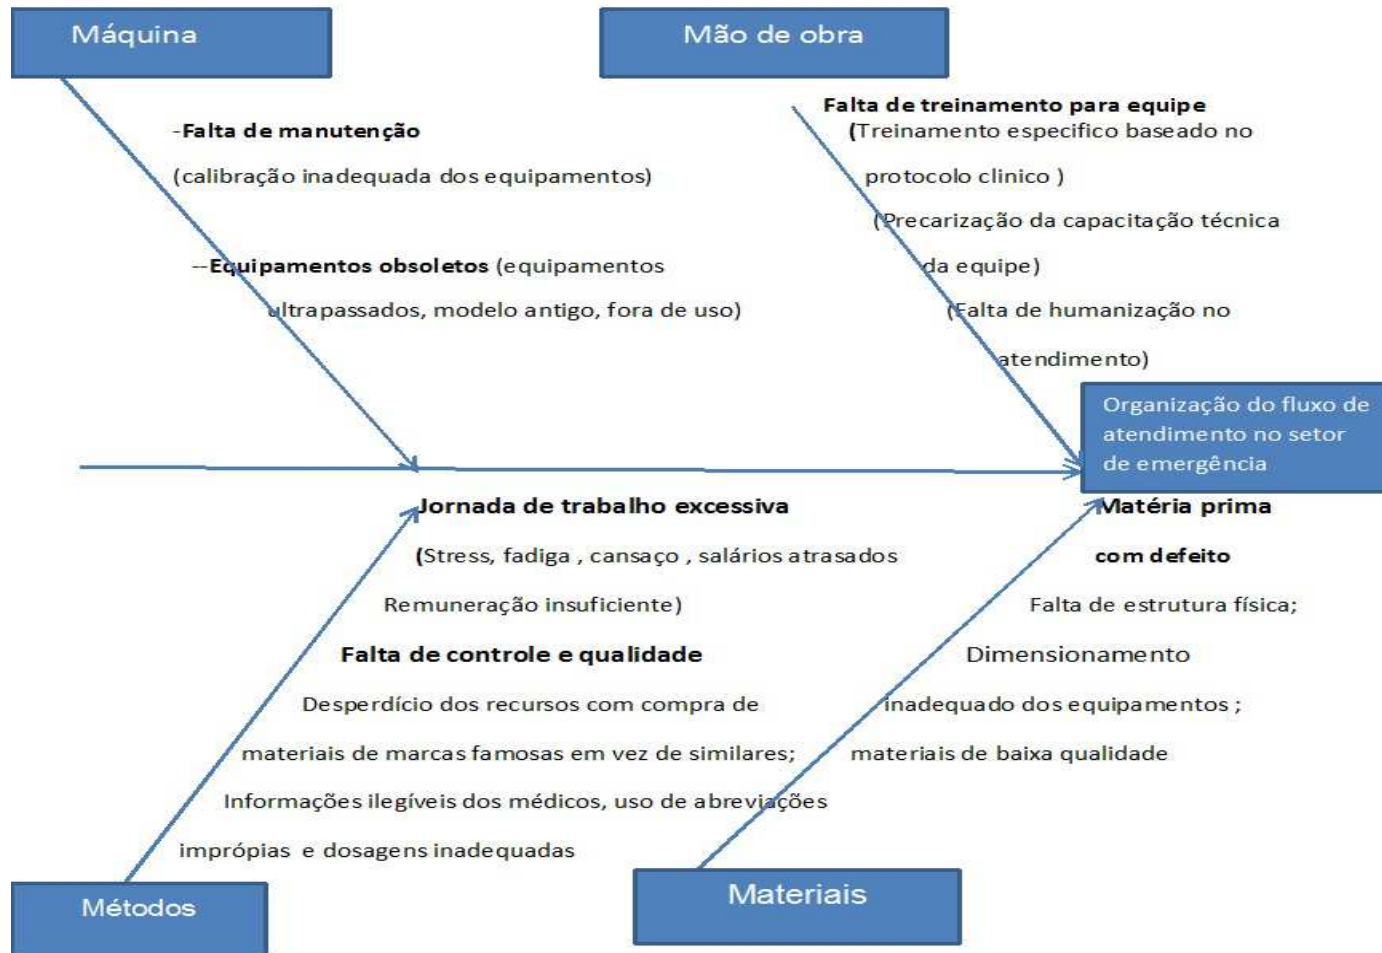 Máquina
Mão de obra
-Falta de manutenção
(calibração inadequada dos equipamentos)
--Equipamentos obsoletos (equipamentos
ultrapassados, modelo antigo, fora de uso)
Falta de treinamento para equipe
(Treinamento especifico baseado no
protocolo clinico )
(Precarização da capacitação técnica
da equipe)
(Falta de humanização no
atendimento)
Organização do fluxo de
atendimento no setor
de emergência
Jornada de trabalho excessiva
(Stress, fadiga , cansaço , salários atrasados
Remuneração insuficiente)
Falta de controle e qualidade
Desperdício dos recursos com compra de
materiais de marcas famosas em vez de similares;
Informações ilegíveis dos médicos, uso de abreviações
imprópias e dosagens inadequadas
Matéria prima
com defeito
Falta de estrutura física;
Dimensionamento
inadequado dos equipamentos ;
materiais de baixa qualidade
Métodos
Materiais